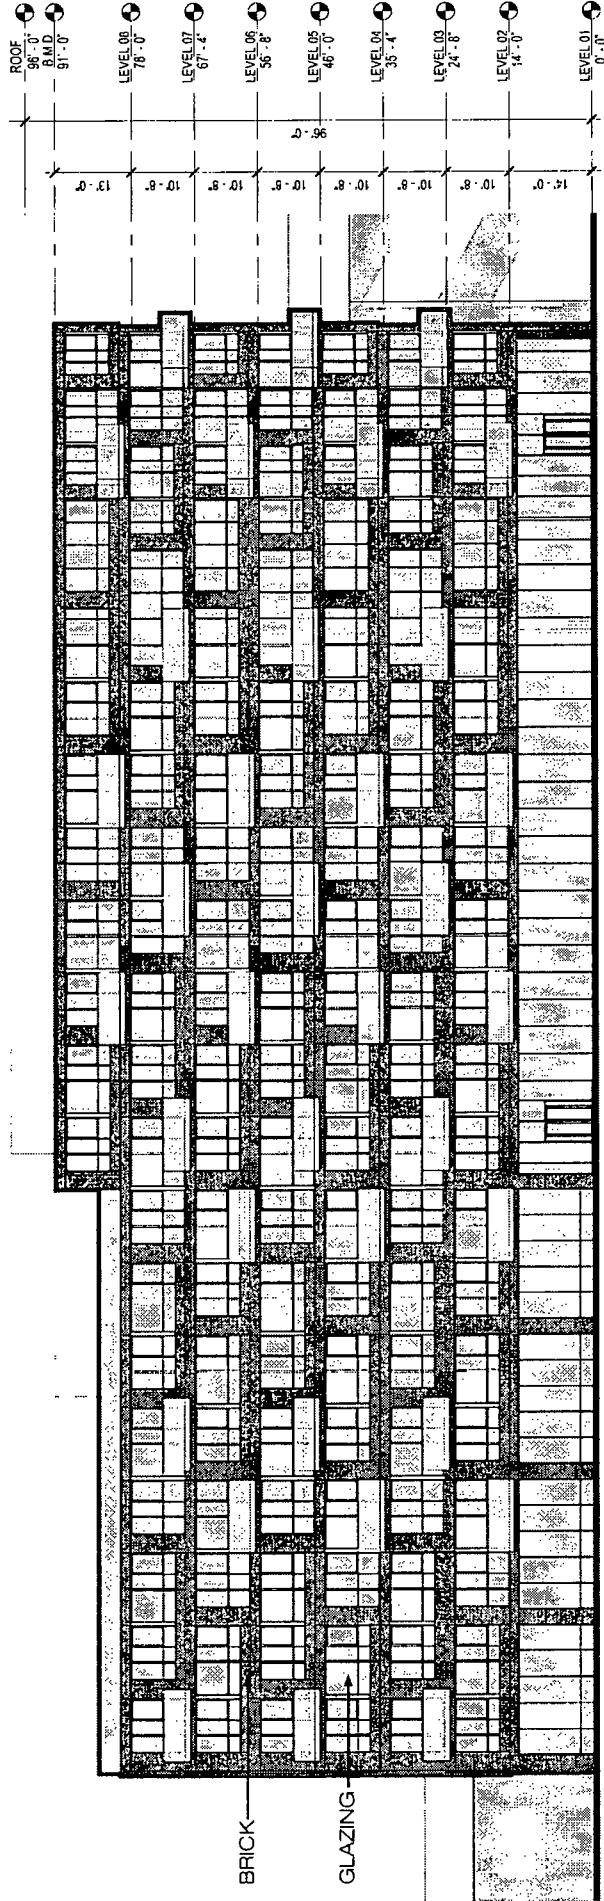 ROOF
96' - 0"
B M D
91' - 0"
LEVEL 08
78' - 0"
LEVEL 07
67' - 4"
LEVEL 06
56' - 8"
LEVEL 05
46' - 0"
LEVEL 04
35' - 4"
LEVEL 03
24' - 8"
LEVEL 02
14' - 0"
LEVEL 01
0' - 0"
96' - 0"
13' - 0"
10' - 8"
10' - 8"
10' - 8"
10' - 8"
10' - 8"
10' - 8"
14' - 0"
BRICK
GLAZING